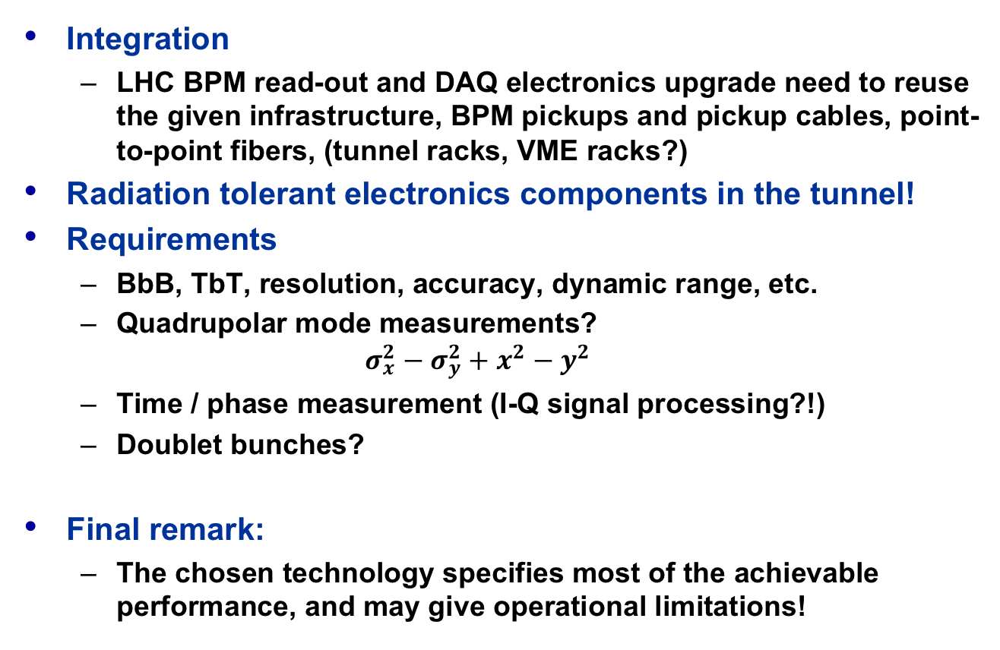 • Integration
– LHC BPM read-out and DAQ electronics upgrade need to reuse
the given infrastructure, BPM pickups and pickup cables, point-
to-point fibers, (tunnel racks, VME racks?)
• Radiation tolerant electronics components in the tunnel!
• Requirements
– BbB, TbT, resolution, accuracy, dynamic range, etc.
– Quadrupolar mode measurements?
σ_x^2 − σ_y^2 + x^2 − y^2
– Time / phase measurement (I-Q signal processing?!)
– Doublet bunches?
• Final remark:
– The chosen technology specifies most of the achievable
performance, and may give operational limitations!